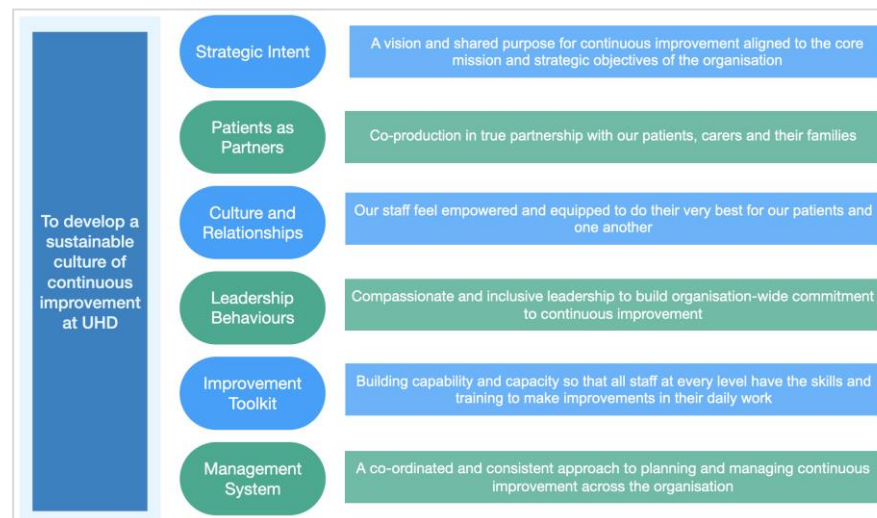 To develop a
sustainable
culture of
continuous
improvement
at UHD
Strategic Intent
A vision and shared purpose for continuous improvement aligned to the core
mission and strategic objectives of the organisation
Patients as
Partners
Co-production in true partnership with our patients, carers and their families
Culture and
Relationships
Our staff feel empowered and equipped to do their very best for our patients and
one another
Leadership
Behaviours
Compassionate and inclusive leadership to build organisation-wide commitment
to continuous improvement
Improvement
Toolkit
Building capability and capacity so that all staff at every level have the skills and
training to make improvements in their daily work
Management
System
A co-ordinated and consistent approach to planning and managing continuous
improvement across the organisation